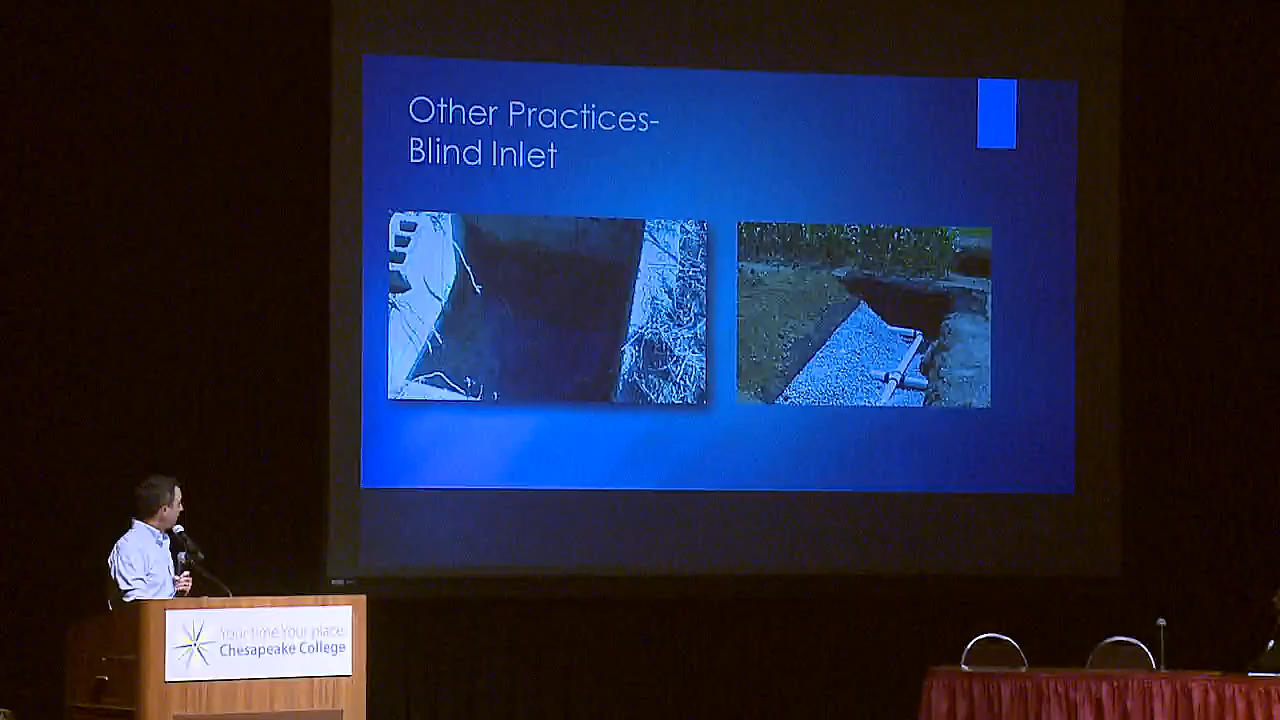 Other Practices-
Blind Inlet
Your time. Your place.
Chesapeake College